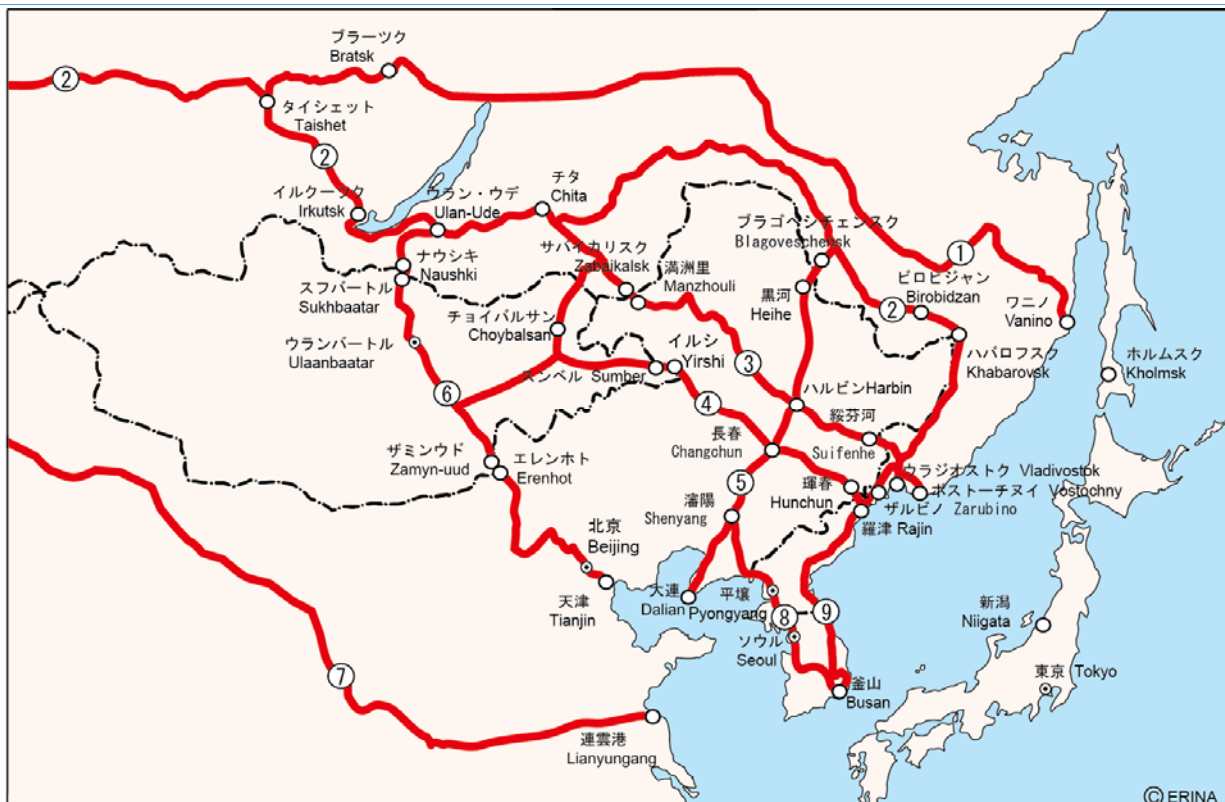 ブラーツク
Bratsk
②
タイシェット
Taishet
②
イルクーツク
Irkutsk
ウラン・ウデ
Ulan-Ude
チタ
Chita
ナウシキ
Naushki
スフバートル
Sukhbaatar
サバイカリスク
Zabaikalsk
満洲里
Manzhouli
ブラゴベシチェンスク
Blagoveschensk
①
ビロビジャン
Birobidzan
②
黒河
Heihe
ワニノ
Vanino
ハバロフスク
Khabarovsk
ホルムスク
Kholmsk
チョイバルサン
Choybalsan
ウランバートル
Ulaanbaatar
イルシ
Yirshi
スンベル Sumber
③
⑥
④
ハルビンHarbin
綏芬河
Suifenhe
長春
Changchun
ザミンウド
Zamyn-uud
エレンホト
Erenhot
⑤
瀋陽
Shenyang
琿春
Hunchun
ウラジオストク Vladivostok
ボストーチヌイ Vostochny
ザルビノ Zarubino
羅津 Rajin
北京
Beijing
天津
Tianjin
大連
Dalian
平壌
Pyongyang
⑧
⑨
ソウル
Seoul
釜山
Busan
新潟
Niigata
東京 Tokyo
⑦
連雲港
Lianyungang
© ERINA